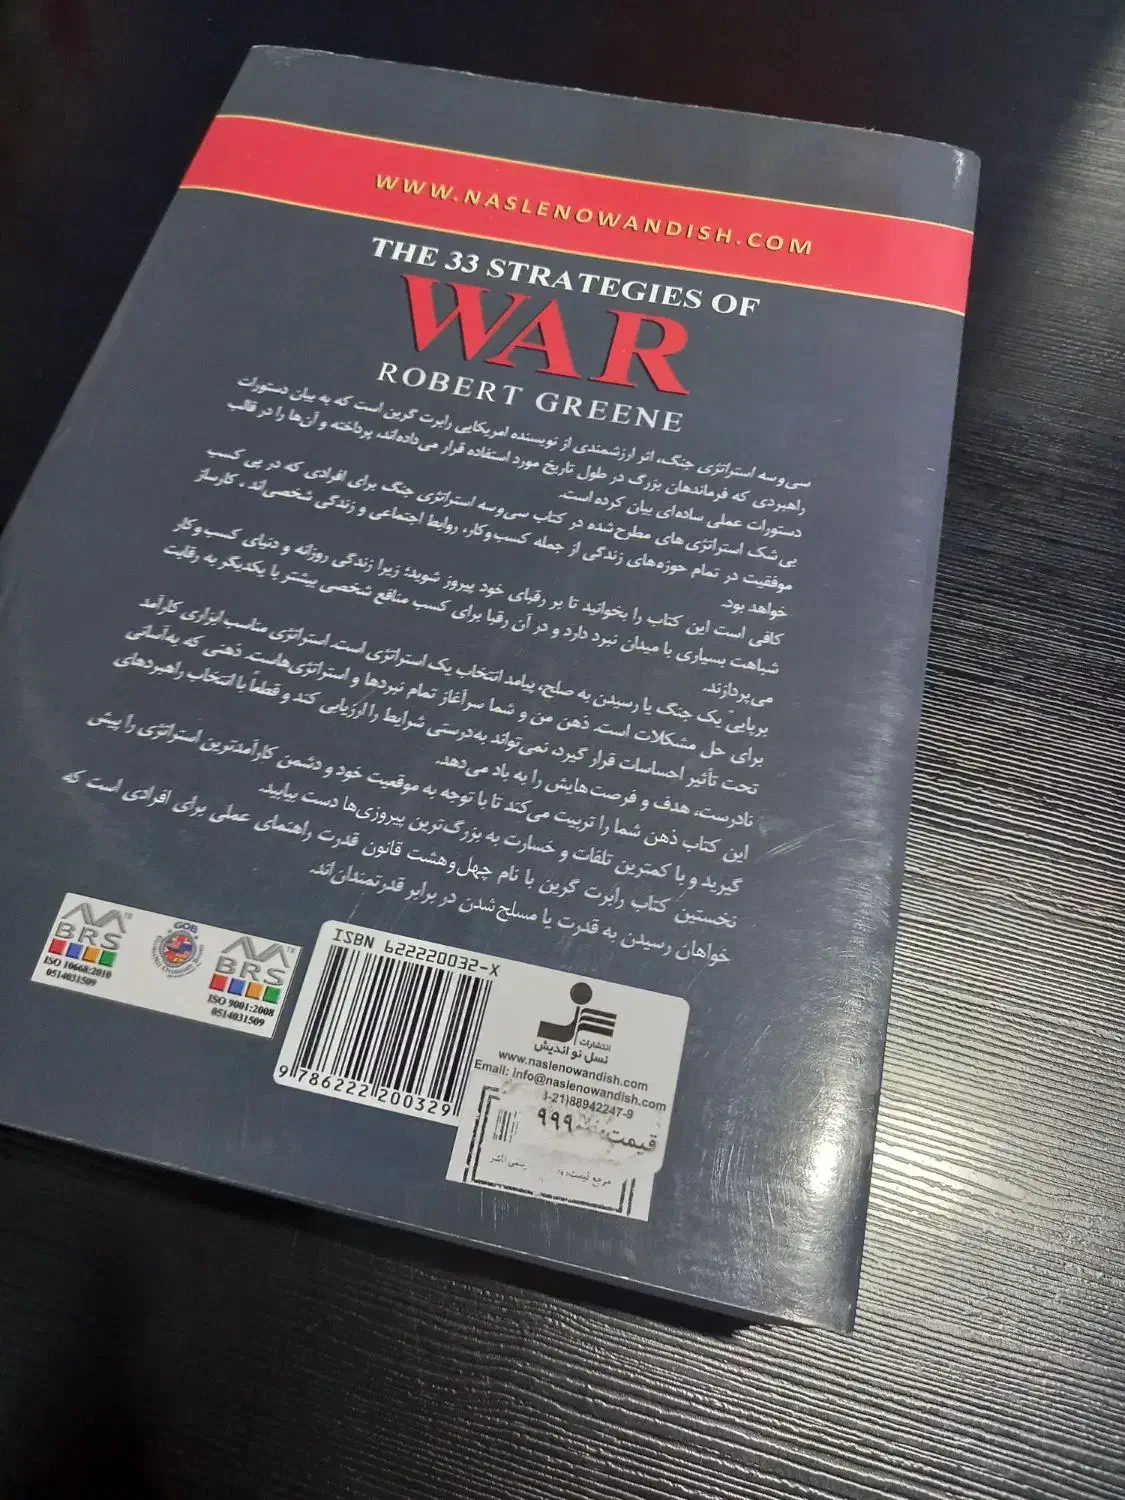 WWW.NASLENOWANDISH.COM
THE 33 STRATEGIES OF
WAR
ROBERT GREENE
سی‌وسه استراتژی جنگ، اثر ارزشمندی از نویسنده امریکایی رابرت گرین است که به بیان دستورات
راهبردی که فرماندهان بزرگ در طول تاریخ مورد استفاده قرار می‌داده‌اند، پرداخته و آن‌ها را در قالب
دستورات عملی ساده‌ای بیان کرده است.
بی‌شک استراتژی‌های مطرح‌شده در کتاب سی‌وسه استراتژی جنگ برای افرادی که در پی کسب
موفقیت در تمام حوزه‌های زندگی از جمله کسب‌وکار، روابط اجتماعی و زندگی شخصی‌اند، کارساز
خواهد بود.
کافی است این کتاب را بخوانید تا بر رقبای خود پیروز شوید؛ زیرا زندگی روزانه و دنیای کسب‌وکار
شباهت بسیاری با میدان نبرد دارد و در آن رقبا برای کسب منافع شخصی بیشتر با یکدیگر به رقابت
می‌پردازند.
برپایی یک جنگ یا رسیدن به صلح، پیامد انتخاب یک استراتژی است. استراتژی مناسب ابزاری کارآمد
برای حل مشکلات است. ذهن من و شما سرآغاز تمام نبردها و استراتژی‌هاست. ذهنی که به‌آسانی
تحت تأثیر احساسات قرار گیرد، نمی‌تواند به‌درستی شرایط را ارزیابی کند و قطعاً با انتخاب راهبردهای
نادرست، هدف و فرصت‌هایش را به باد می‌دهد.
این کتاب ذهن شما را تربیت می‌کند تا با توجه به موقعیت خود و دشمن کارآمدترین استراتژی را پیش
گیرید و با کمترین تلفات و خسارت به بزرگ‌ترین پیروزی‌ها دست بیابید.
نخستین کتاب رابرت گرین با نام چهل‌وهشت قانون قدرت راهنمای عملی برای افرادی است که
خواهان رسیدن به قدرت یا مسلح شدن در برابر قدرتمندان‌اند.
BRS
ISO 10668:2010
0514031509
GOB
BRS
ISO 9001:2008
0514031509
ISBN 622220032-X
9 786222 200329
انتشارات
نسل نو اندیش
www.naslenowandish.com
Email: info@naslenowandish.com
-21)88942247-9
قیمت: ۹۹۹